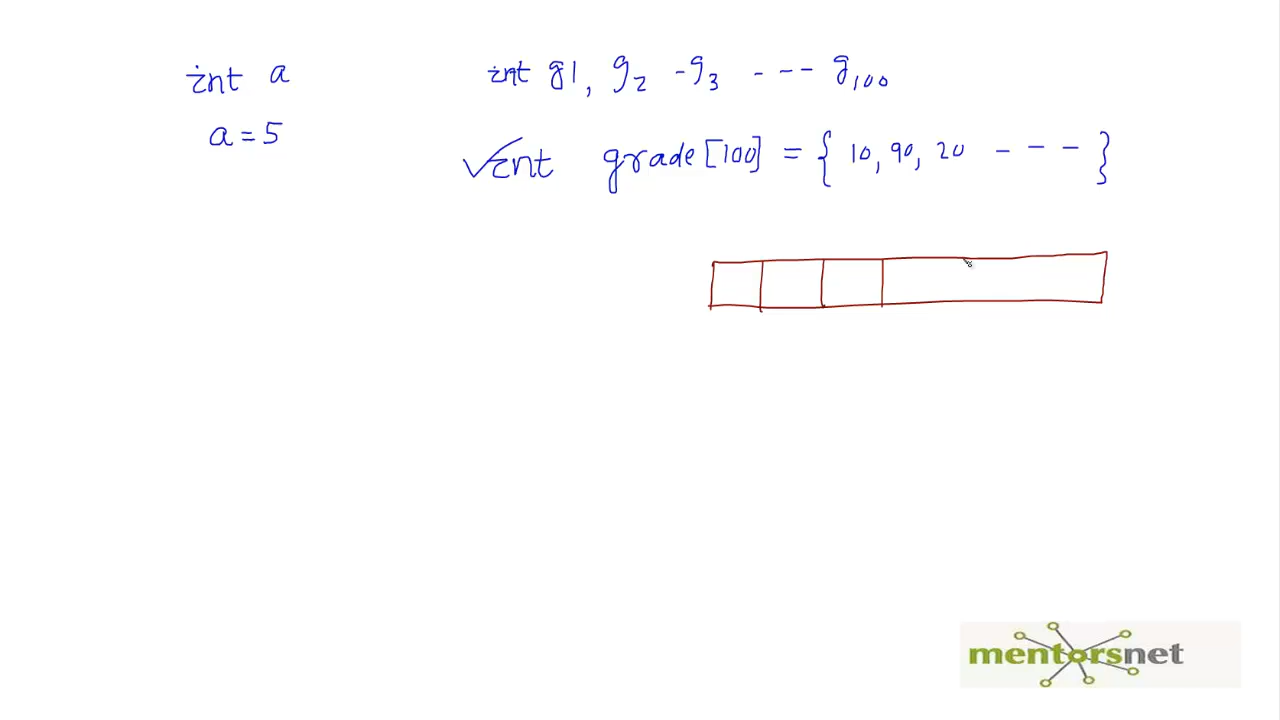 int a
a = 5
int g1, g2 - g3 - - - - g100
✓int grade[100] = { 10, 90, 20 - - - }
mentorsnet